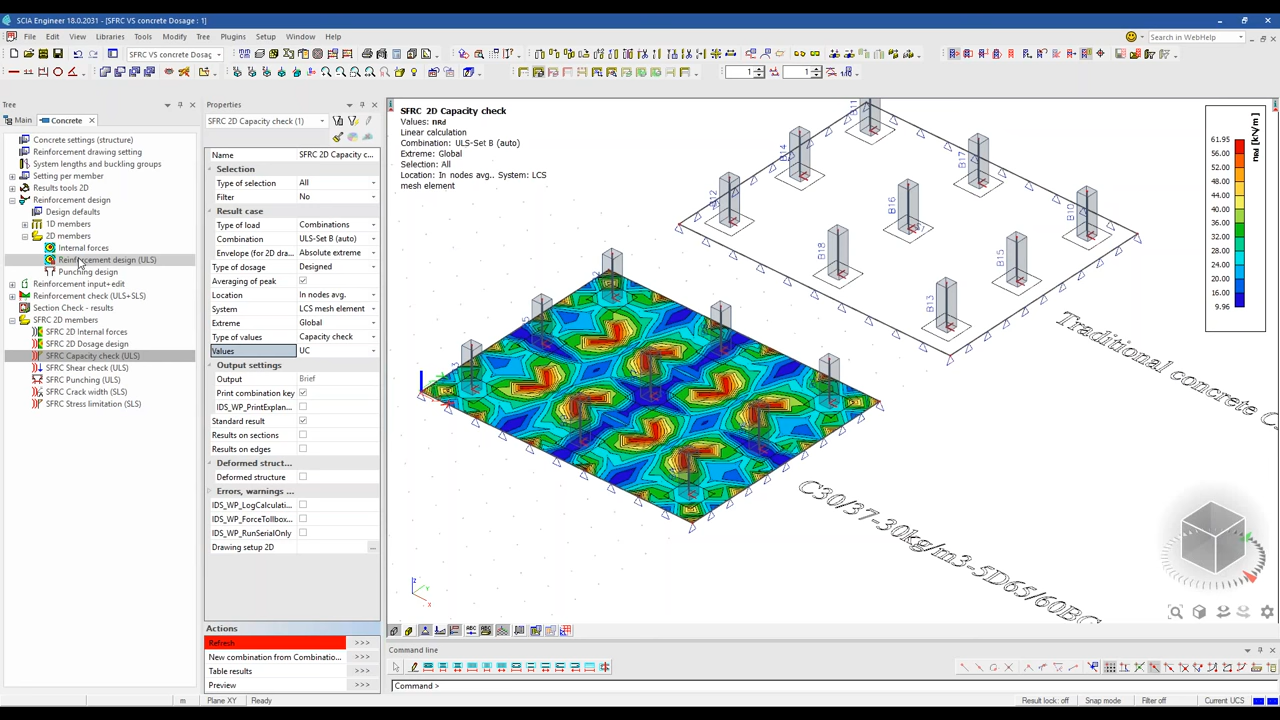 SCIA Engineer 18.0.2031 - [SFRC VS concrete Dosage : 1]
File Edit View Libraries Tools Modify Tree Plugins Setup Window Help
Search in WebHelp
SFRC VS concrete Dosag
1 1
Tree
Main Concrete
Concrete settings (structure)
Reinforcement drawing setting
System lengths and buckling groups
Setting per member
Results tools 2D
Reinforcement design
Design defaults
1D members
2D members
Internal forces
Reinforcement design (ULS)
Punching design
Reinforcement input+edit
Reinforcement check (ULS+SLS)
Section Check - results
SFRC 2D members
SFRC 2D Internal forces
SFRC 2D Dosage design
SFRC Capacity check (ULS)
SFRC Shear check (ULS)
SFRC Punching (ULS)
SFRC Crack width (SLS)
SFRC Stress limitation (SLS)
Properties
SFRC 2D Capacity check (1)
Name SFRC 2D Capacity c...
Selection
Type of selection All
Filter No
Result case
Type of load Combinations
Combination ULS-Set B (auto)
Envelope (for 2D dra... Absolute extreme
Type of dosage Designed
Averaging of peak
Location In nodes avg.
System LCS mesh element
Extreme Global
Type of values Capacity check
Values UC
Output settings
Output Brief
Print combination key
IDS_WP_PrintExplan...
Standard result
Results on sections
Results on edges
Deformed struct...
Deformed structure
Errors, warnings ...
IDS_WP_LogCalculati...
IDS_WP_ForceTollbox...
IDS_WP_RunSerialOnly
Drawing setup 2D ...
Actions
Refresh >>>
New combination from Combinatio... >>>
Table results >>>
Preview >>>
SFRC 2D Capacity check
Values: nRd
Linear calculation
Combination: ULS-Set B (auto)
Extreme: Global
Selection: All
Location: In nodes avg.. System: LCS
mesh element
B11
B14
B17
B12
B16
B10
B18
B15
B13
Traditional concrete C
C30/37-30kg/m3-5D65/60BG
nRd [kN/m]
61.95
56.00
52.00
48.00
44.00
40.00
36.00
32.00
28.00
24.00
20.00
16.00
9.96
Command line
Command >
m Plane XY Ready
Result lock: off Snap mode Filter off Current UCS